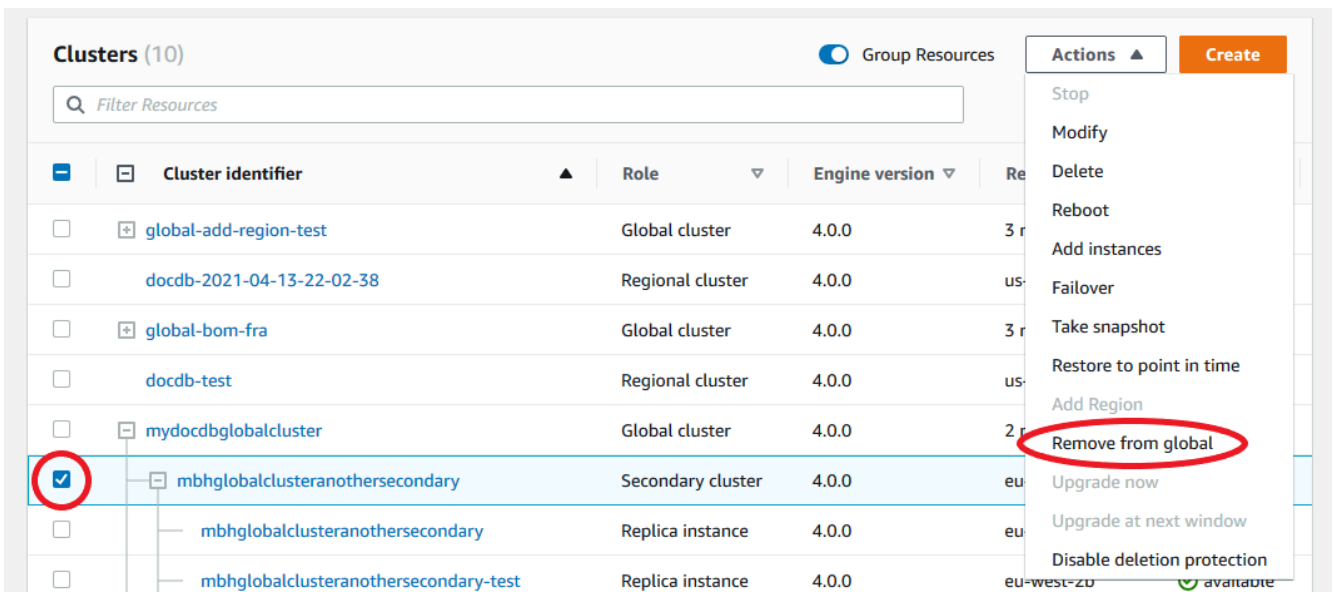 Clusters (10) Group Resources Actions Create
Filter Resources Stop
Modify
Cluster identifier Role Engine version Re Delete
Reboot
global-add-region-test Global cluster 4.0.0 3 Add instances
docdb-2021-04-13-22-02-38 Regional cluster 4.0.0 us- Failover
global-bom-fra Global cluster 4.0.0 3 Take snapshot
Restore to point in time
docdb-test Regional cluster 4.0.0 us-
Add Region
mydocdbglobalcluster Global cluster 4.0.0 2 Remove from global
mbhglobalclusteranothersecondary Secondary cluster 4.0.0 eu- Upgrade now
Upgrade at next window
mbhglobalclusteranothersecondary Replica instance 4.0.0 eu-
Disable deletion protection
mbhglobalclusteranothersecondary-test Replica instance 4.0.0 eu-west-2b available